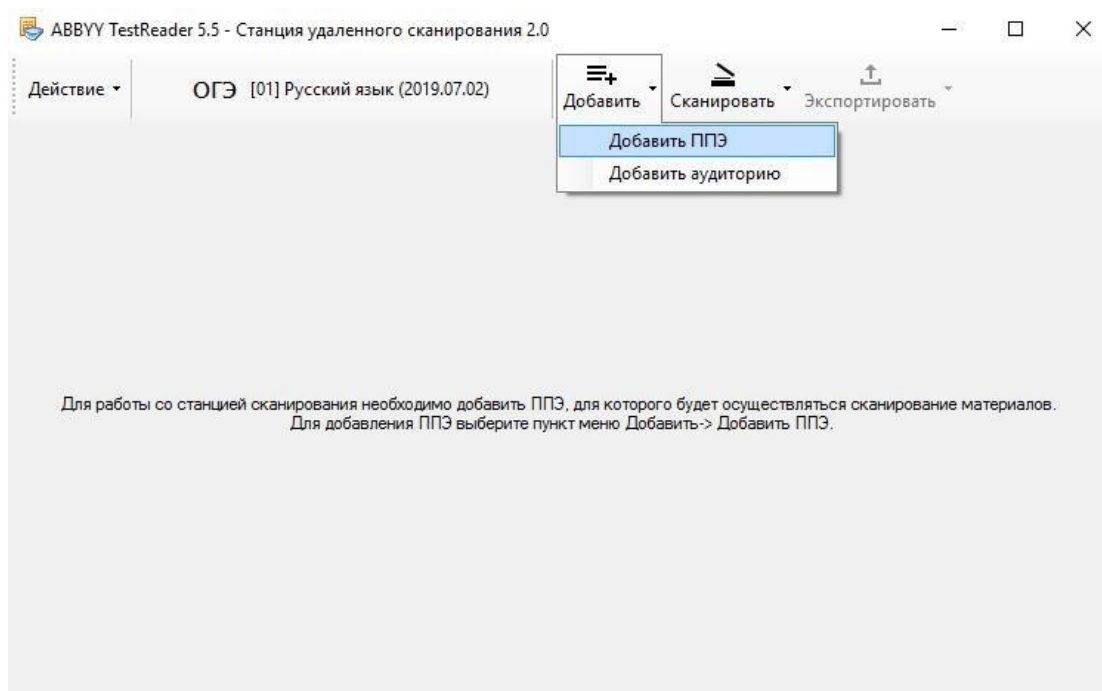 ABBYY TestReader 5.5 - Станция удаленного сканирования 2.0
Действие
ОГЭ [01] Русский язык (2019.07.02)
Добавить
Сканировать
Экспортировать
Добавить ППЭ
Добавить аудиторию
Для работы со станцией сканирования необходимо добавить ППЭ, для которого будет осуществляться сканирование материалов.
Для добавления ППЭ выберите пункт меню Добавить-> Добавить ППЭ.